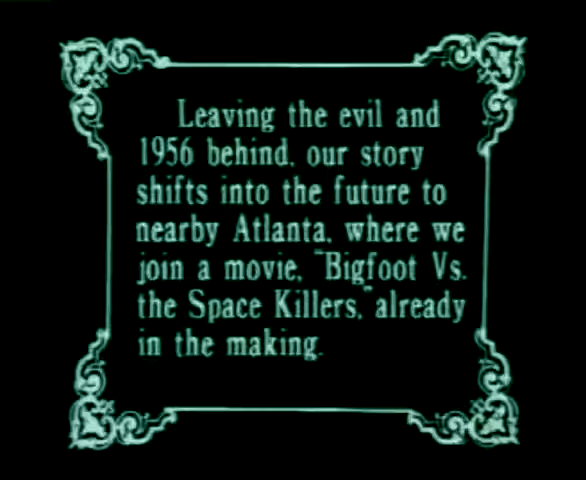 Leaving the evil and
1956 behind, our story
shifts into the future to
nearby Atlanta, where we
join a movie, "Bigfoot Vs.
the Space Killers," already
in the making.